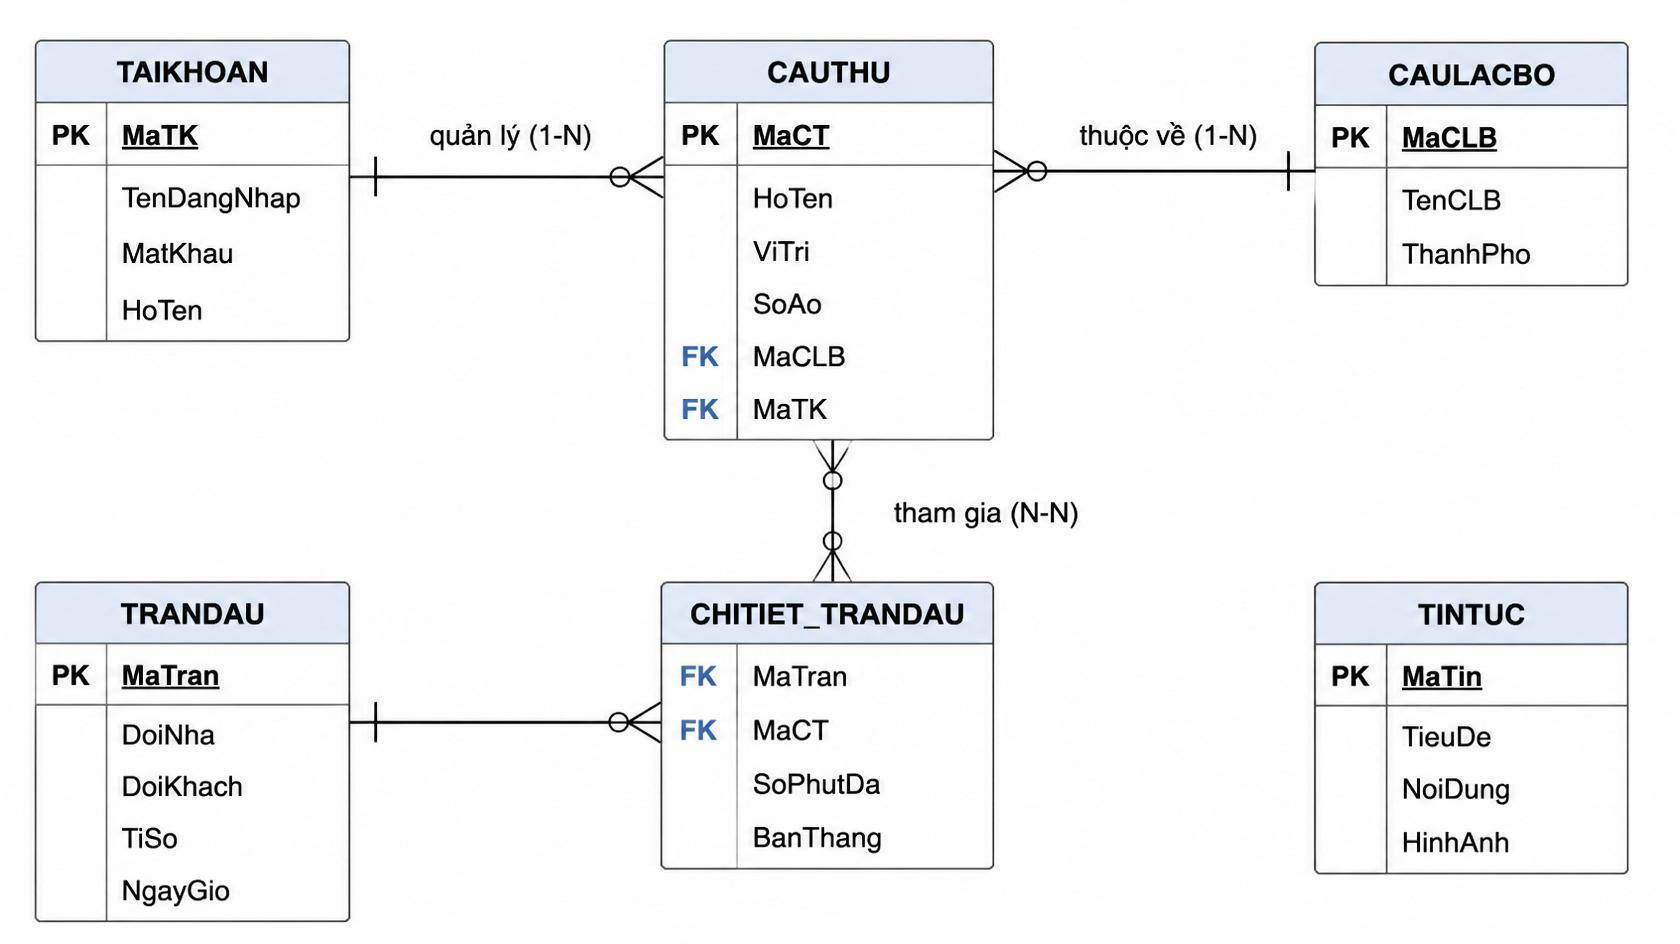 TAIKHOAN
PK MaTK
TenDangNhap
MatKhau
HoTen
quản lý (1-N)
CAUTHU
PK MaCT
HoTen
ViTri
SoAo
FK MaCLB
FK MaTK
thuộc về (1-N)
CAULACBO
PK MaCLB
TenCLB
ThanhPho
tham gia (N-N)
TRANDAU
PK MaTran
DoiNha
DoiKhach
TiSo
NgayGio
CHITIET_TRANDAU
FK MaTran
FK MaCT
SoPhutDa
BanThang
TINTUC
PK MaTin
TieuDe
NoiDung
HinhAnh